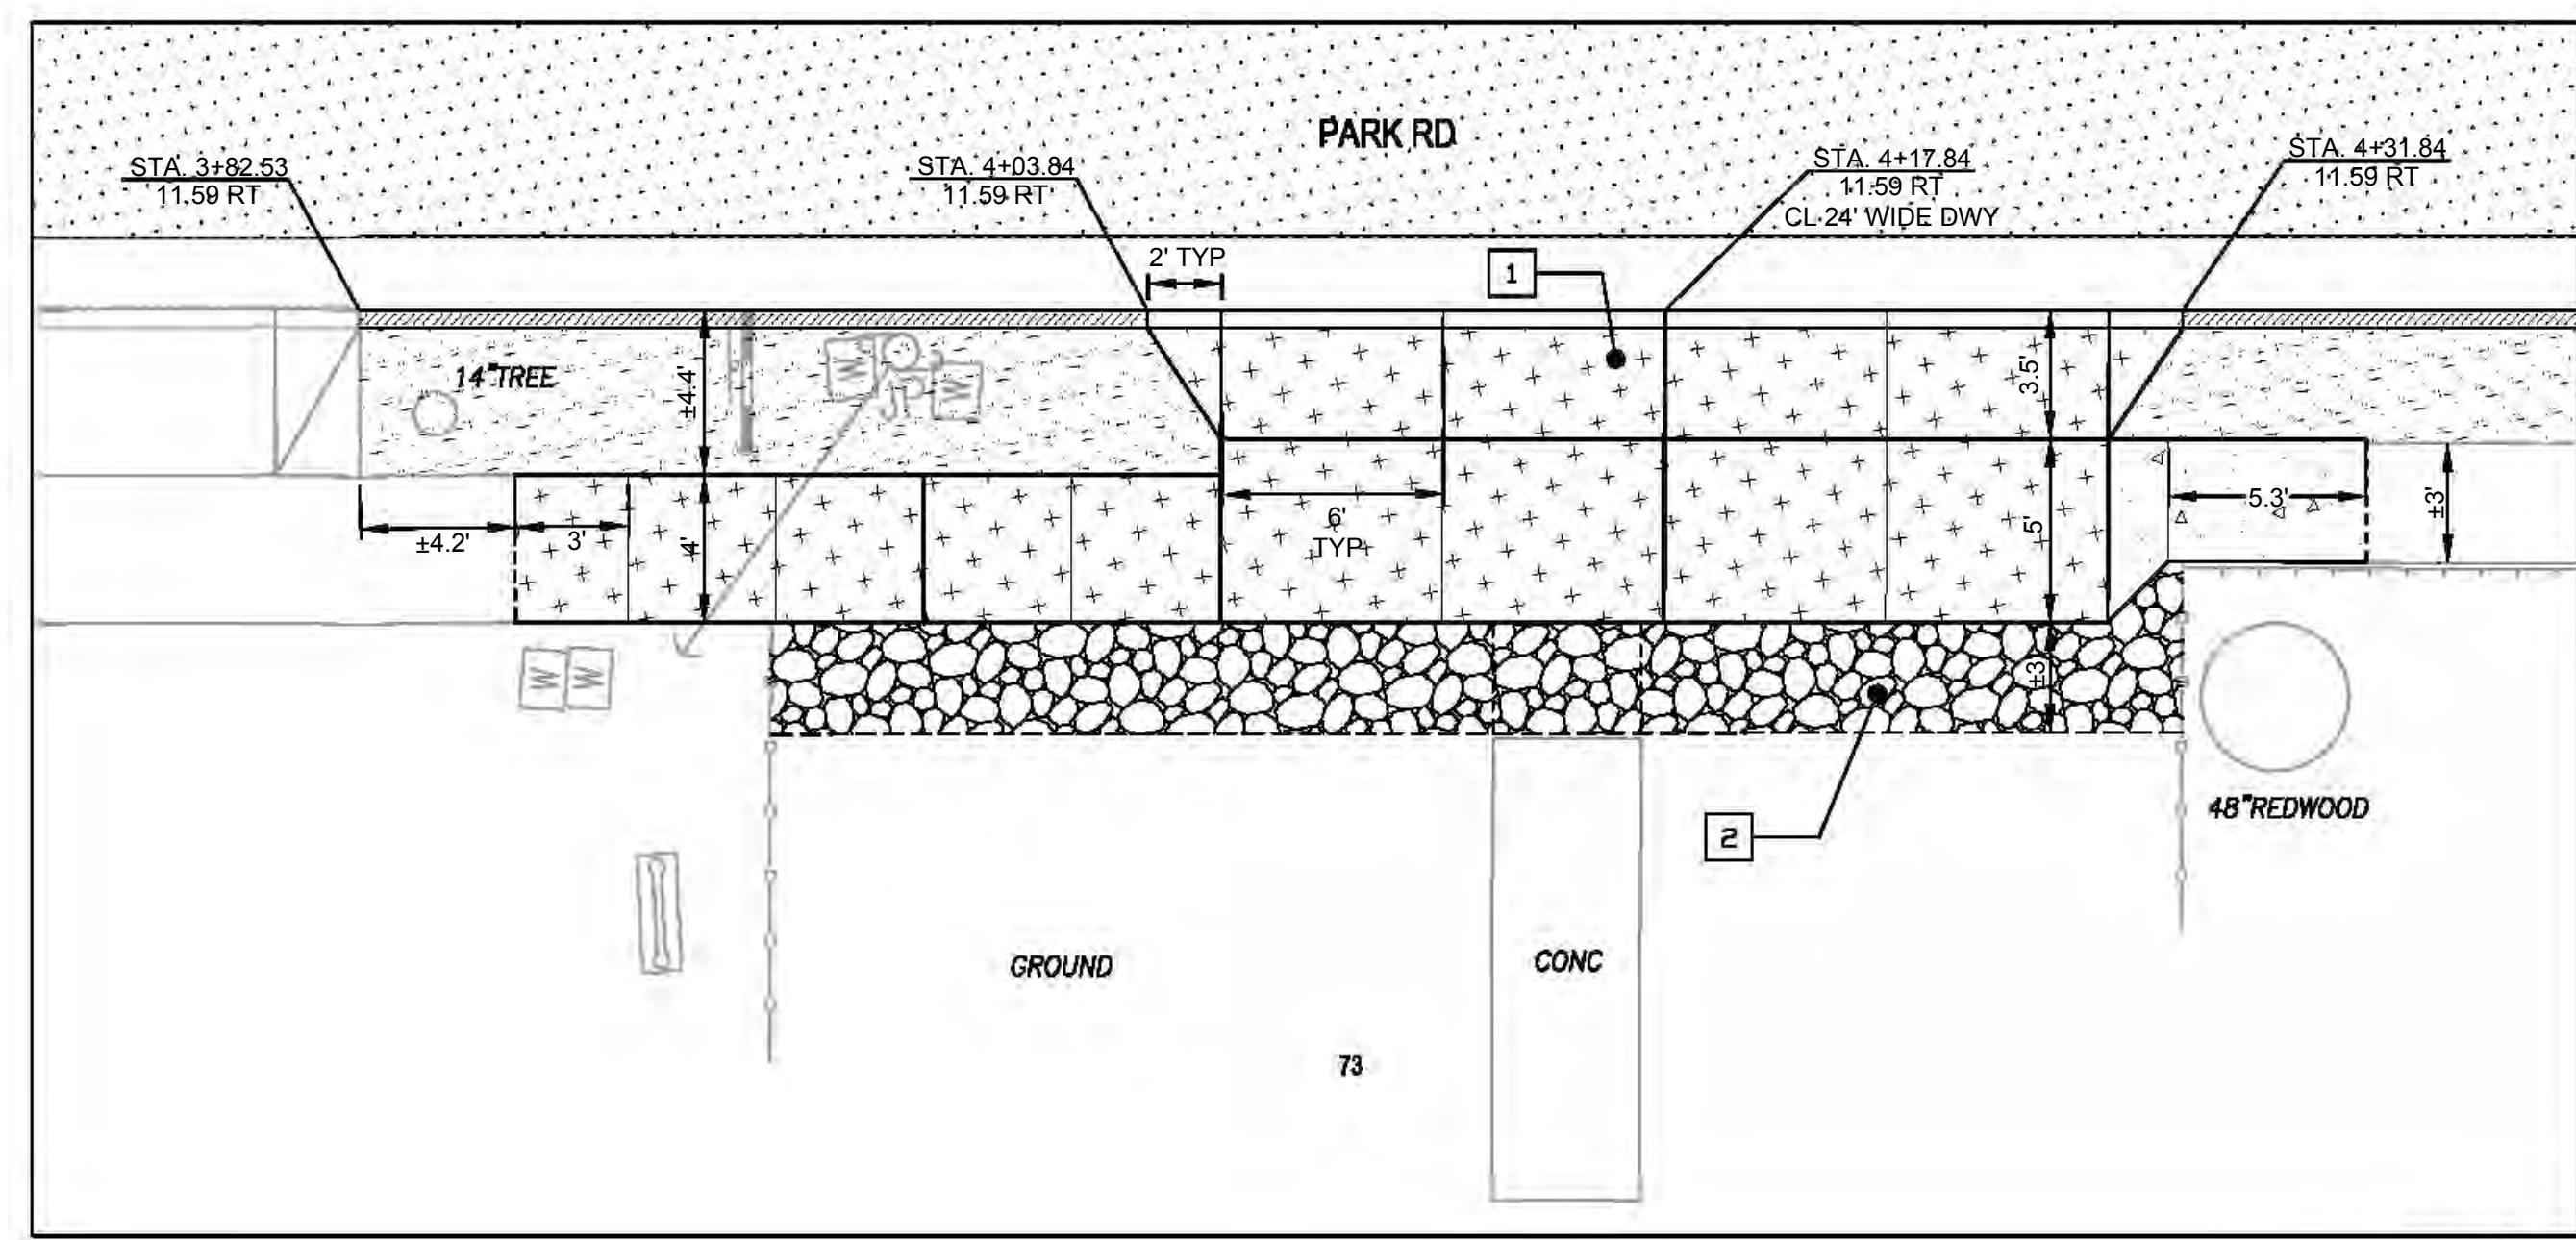 PARK RD
STA. 3+82.53
11.59 RT
STA. 4+03.84
11.59 RT
STA. 4+17.84
11.59 RT
CL 24' WIDE DWY
STA. 4+31.84
11.59 RT
2' TYP
1
14" TREE
±4.4'
W
JP
W
3.5'
±4.2'
3'
4'
6'
TYP
5'
5.3'
±3'
W
W
±3'
2
48" REDWOOD
GROUND
CONC
73